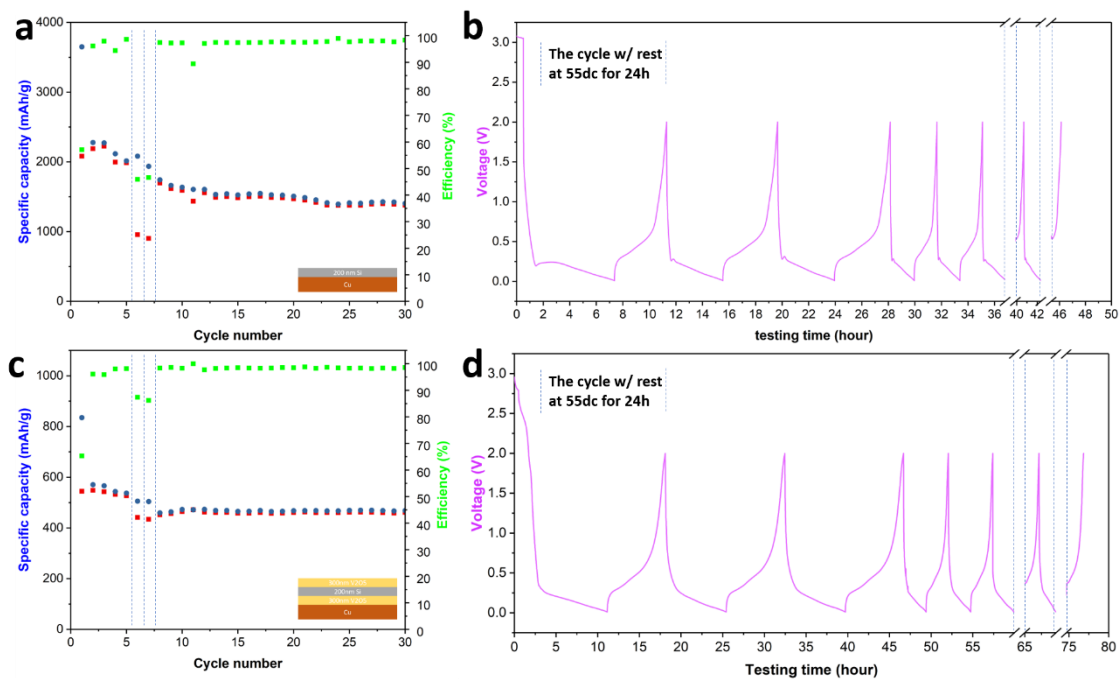 a
4000
3000
2000
1000
0
Specific capacity (mAh/g)
100
90
80
70
60
50
40
30
20
10
0
Efficiency (%)
200 nm Si
Cu
0 5 10 15 20 25 30
Cycle number
b
3.0
2.5
2.0
1.5
1.0
0.5
0.0
Voltage (V)
The cycle w/ rest
at 55dc for 24h
0 2 4 6 8 10 12 14 16 18 20 22 24 26 28 30 32 34 36 38 40 42 46 48 50
testing time (hour)
c
1000
800
600
400
200
0
Specific capacity (mAh/g)
100
90
80
70
60
50
40
30
20
10
0
Efficiency (%)
300nm V2O5
200 nm Si
300nm V2O5
Cu
0 5 10 15 20 25 30
Cycle number
d
3.0
2.5
2.0
1.5
1.0
0.5
0.0
Voltage (V)
The cycle w/ rest
at 55dc for 24h
0 5 10 15 20 25 30 35 40 45 50 55 65 75 80
Testing time (hour)